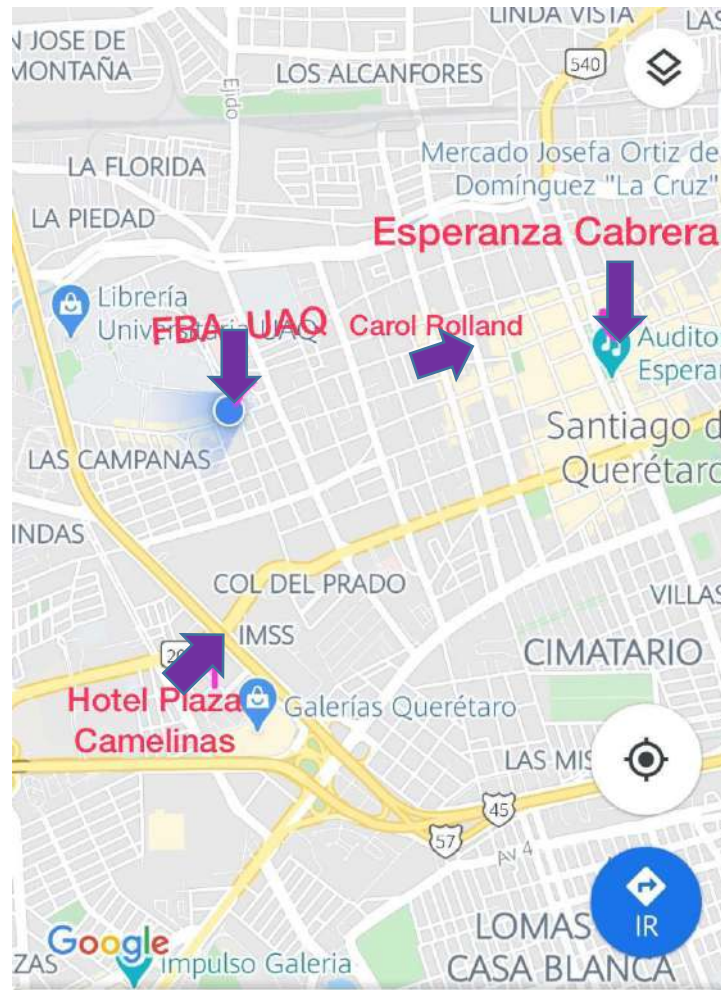 LINDA VISTA
LAS
N JOSE DE
MONTAÑA
LOS ALCANFORES
540
Ejido
LA FLORIDA
Mercado Josefa Ortiz de
Domínguez "La Cruz"
LA PIEDAD
Esperanza Cabrera
Librería
Universitaria UAQ
FBA UAQ
Carol Rolland
Audito
Esperan
Santiago d
Querétaro
LAS CAMPANAS
INDAS
COL DEL PRADO
VILLAS
IMSS
CIMATARIO
Hotel Plaza
Camelinas
Galerías Querétaro
LAS MIS
45
57
Av 4
IR
LOMAS
CASA BLANCA
Google
ZAS
Impulso Galeria